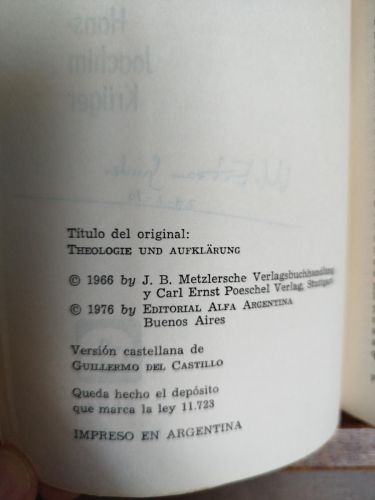 Hans-
Joachim
Krüger
Título del original:
THEOLOGIE UND AUFKLÄRUNG
© 1966 by J. B. Metzlersche Verlagsbuchhandlung
y Carl Ernst Poeschel Verlag, Stuttgart
© 1976 by EDITORIAL ALFA ARGENTINA
Buenos Aires
Versión castellana de
GUILLERMO DEL CASTILLO
Queda hecho el depósito
que marca la ley 11.723
IMPRESO EN ARGENTINA